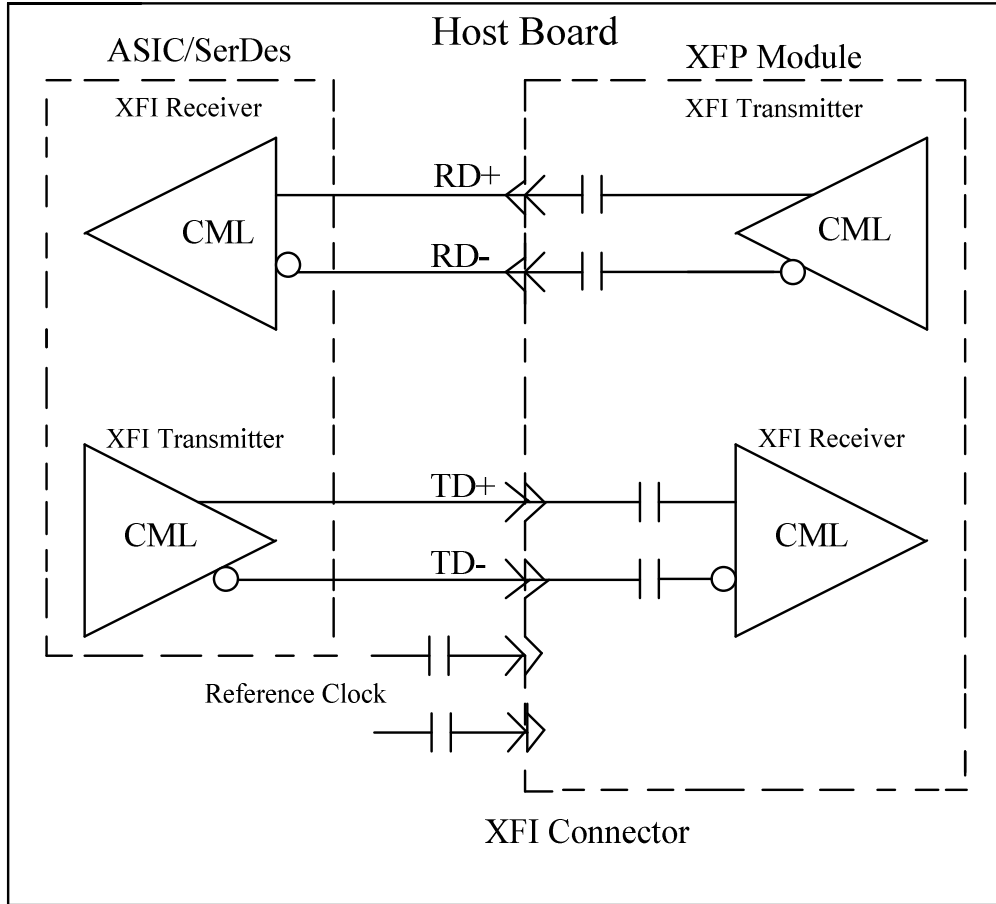 Host Board
ASIC/SerDes
XFP Module
XFI Receiver
XFI Transmitter
RD+
CML
CML
RD-
XFI Transmitter
XFI Receiver
TD+
CML
CML
TD-
Reference Clock
XFI Connector